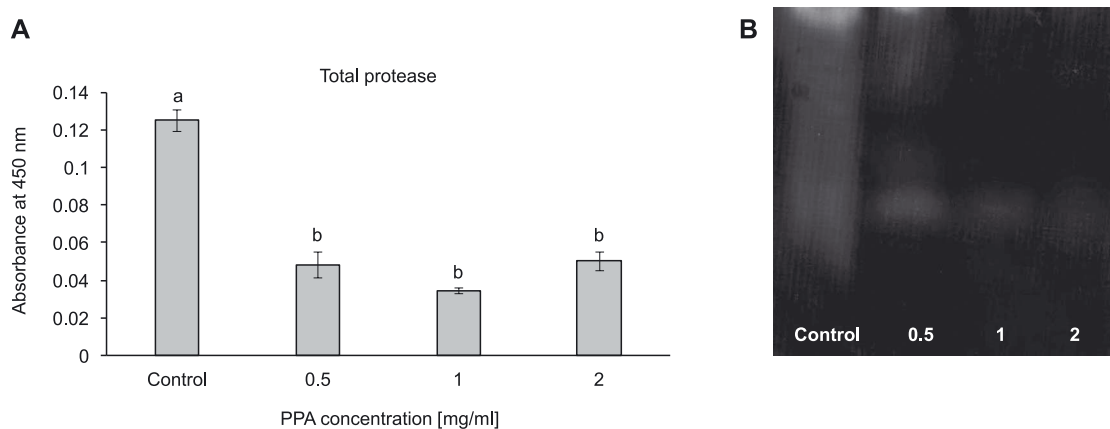 A
Total protease
Absorbance at 450 nm
0.14
0.12
0.1
0.08
0.06
0.04
0.02
0
a
b
b
b
Control 0.5 1 2
PPA concentration [mg/ml]
B
Control 0.5 1 2